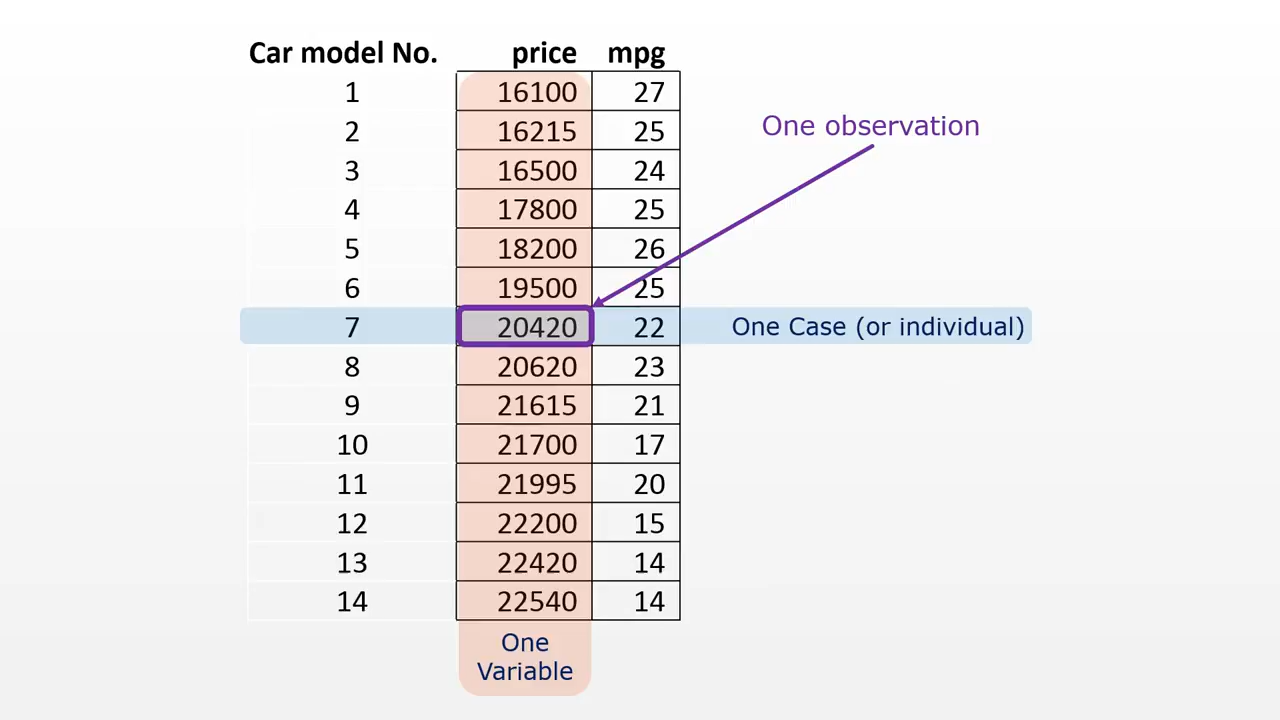 Car model No. price mpg
1 16100 27
2 16215 25
3 16500 24
4 17800 25
5 18200 26
6 19500 25
7 20420 22
8 20620 23
9 21615 21
10 21700 17
11 21995 20
12 22200 15
13 22420 14
14 22540 14
One observation
One Case (or individual)
One
Variable